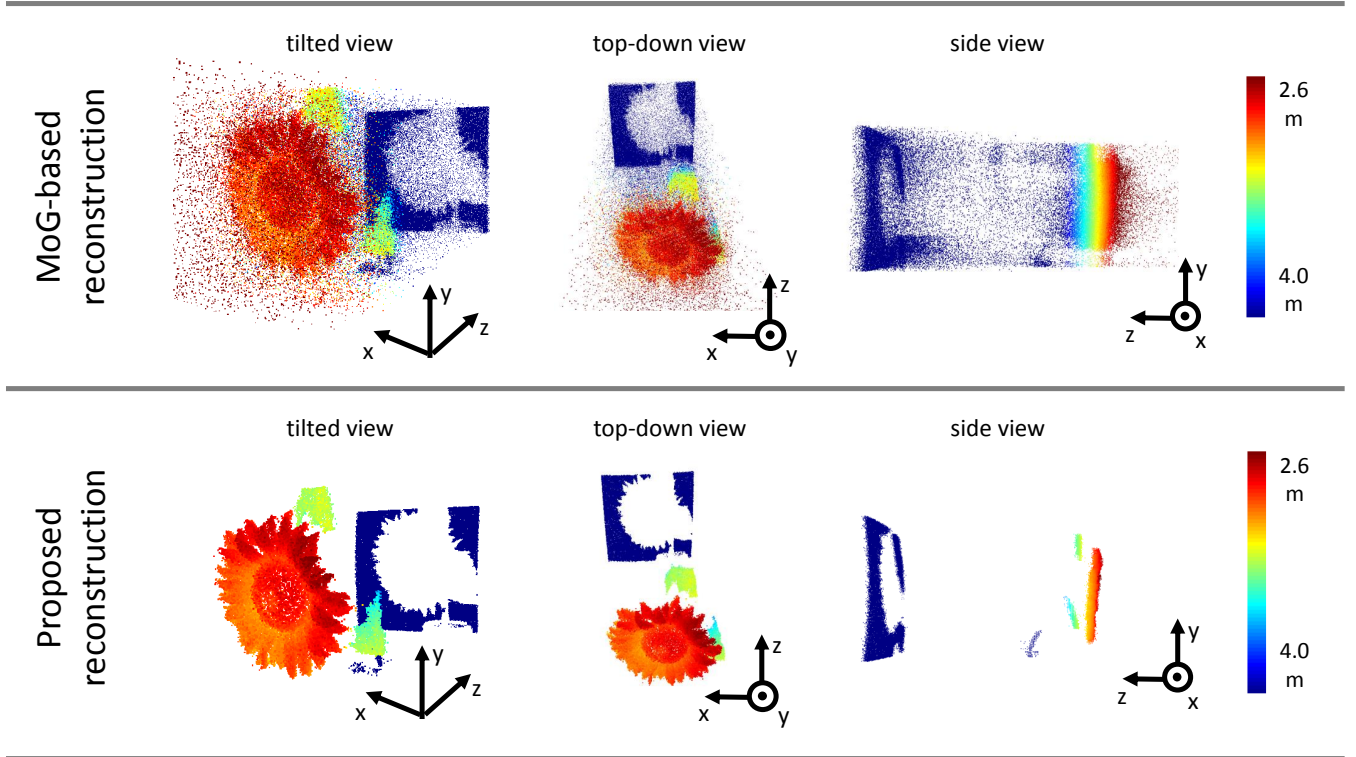 tilted view
top-down view
side view
MoG-based
reconstruction
2.6
m
4.0
m
y
z
x
z
x
y
y
z
x
tilted view
top-down view
side view
Proposed
reconstruction
2.6
m
4.0
m
y
z
x
z
x
y
y
z
x